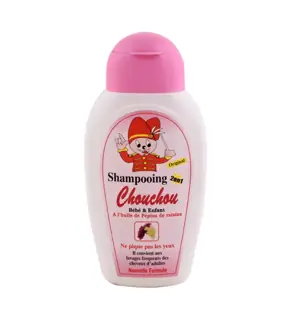 Original
Shampooing 2en1
Chouchou
Bébé & Enfant
A l'huile de Pépins de raisins
Ne pique pas les yeux
Il convient aux
lavages fréquents des
cheveux d'adultes
Nouvelle Formule